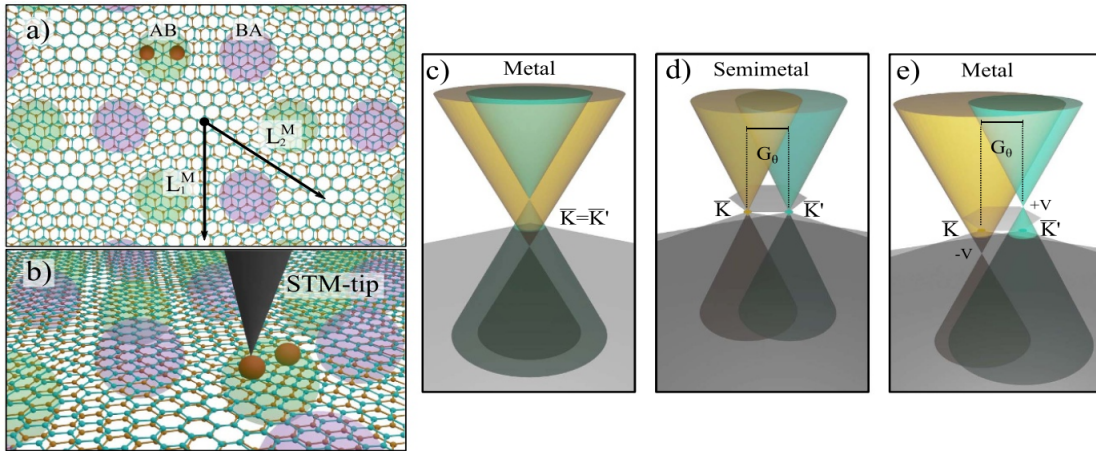 a)
AB
BA
L₁ᴹ
L₂ᴹ
b)
STM-tip
c)
Metal
K̅=K̅'
d)
Semimetal
G_θ
K̅
K̅'
e)
Metal
G_θ
+V
K̅
K̅'
-V